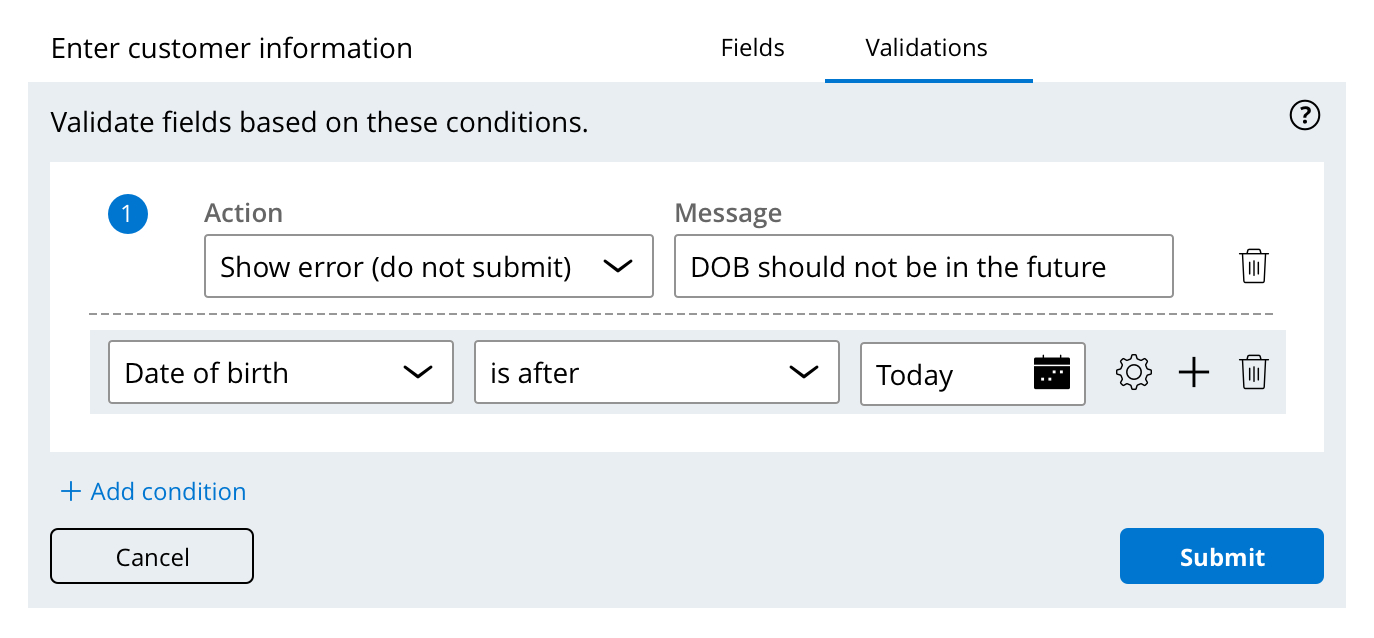 Enter customer information
Fields
Validations
Validate fields based on these conditions.
?
1
Action
Message
Show error (do not submit)
DOB should not be in the future
Date of birth
is after
Today
+ Add condition
Cancel
Submit